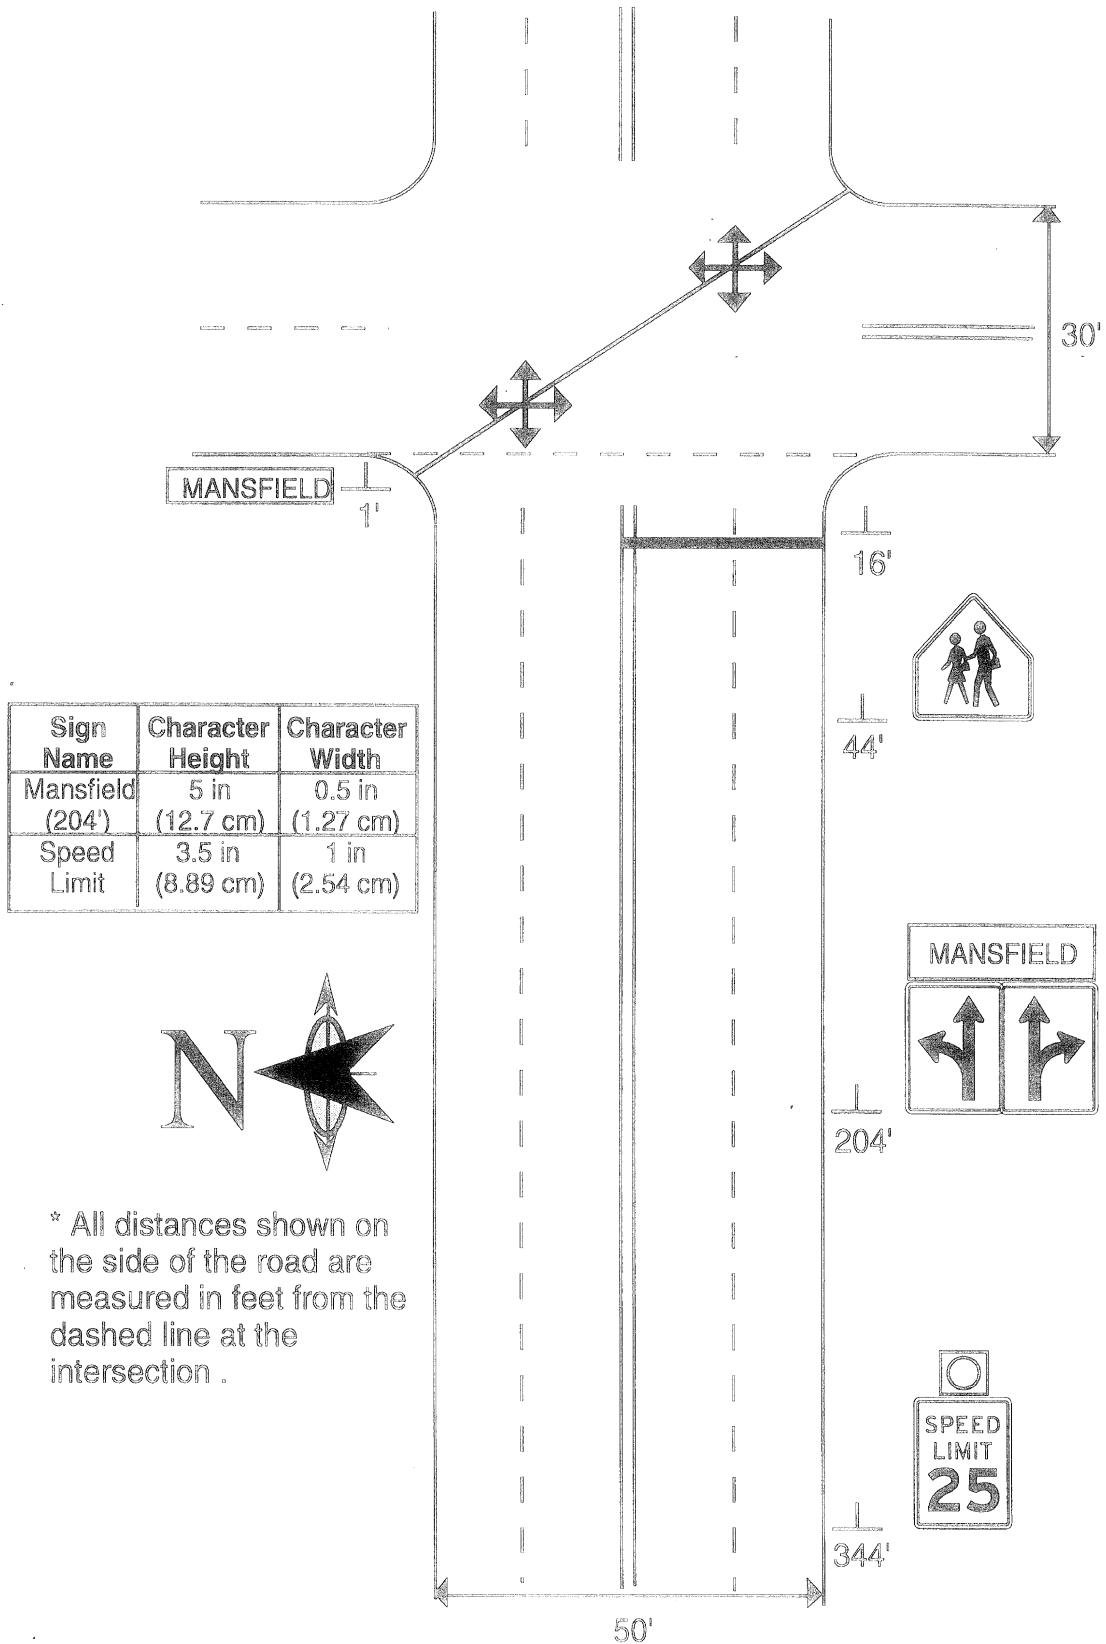 30'
MANSFIELD
1'
16'
44'
Sign Name
Character Height
Character Width
Mansfield (204')
5 in (12.7 cm)
0.5 in (1.27 cm)
Speed Limit
3.5 in (8.89 cm)
1 in (2.54 cm)
MANSFIELD
N
204'
* All distances shown on
the side of the road are
measured in feet from the
dashed line at the
intersection .
SPEED
LIMIT
25
344'
50'